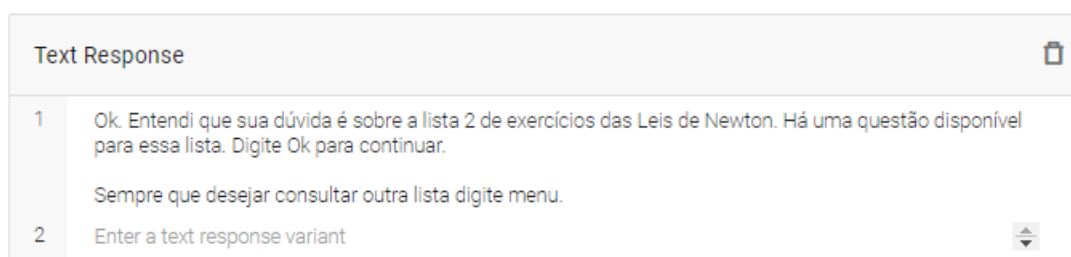 Text Response
1 Ok. Entendi que sua dúvida é sobre a lista 2 de exercícios das Leis de Newton. Há uma questão disponível
para essa lista. Digite Ok para continuar.
Sempre que desejar consultar outra lista digite menu.
2 Enter a text response variant